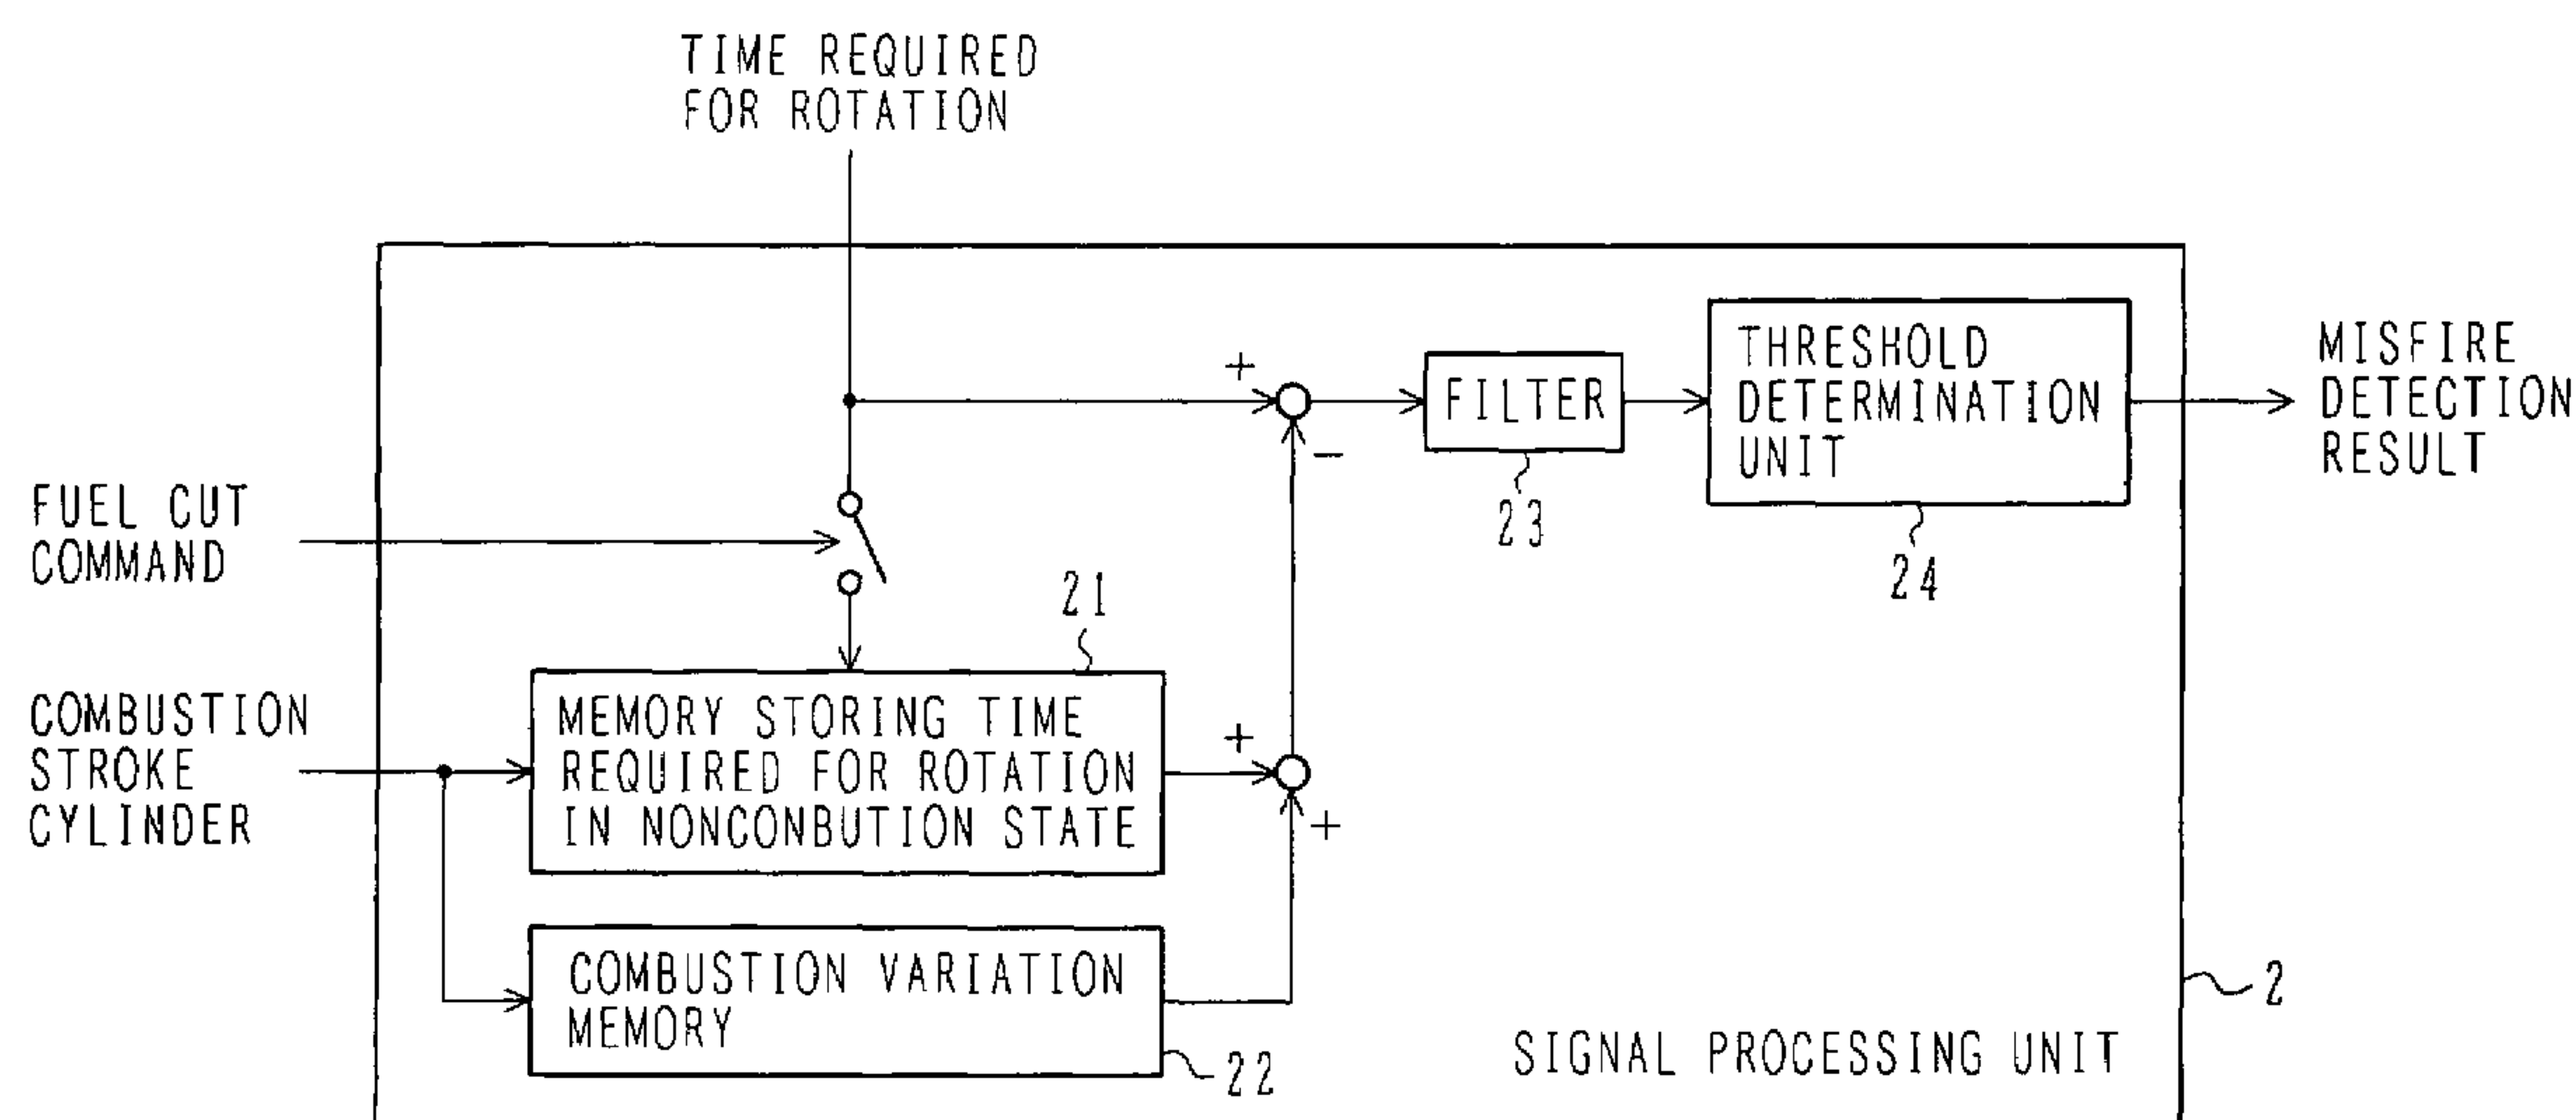 TIME REQUIRED
FOR ROTATION
+
FILTER
23
THRESHOLD
DETERMINATION
UNIT
24
MISFIRE
DETECTION
RESULT
−
FUEL CUT
COMMAND
21
COMBUSTION
STROKE
CYLINDER
MEMORY STORING TIME
REQUIRED FOR ROTATION
IN NONCONBUTION STATE
+
+
COMBUSTION VARIATION
MEMORY
22
2
SIGNAL PROCESSING UNIT